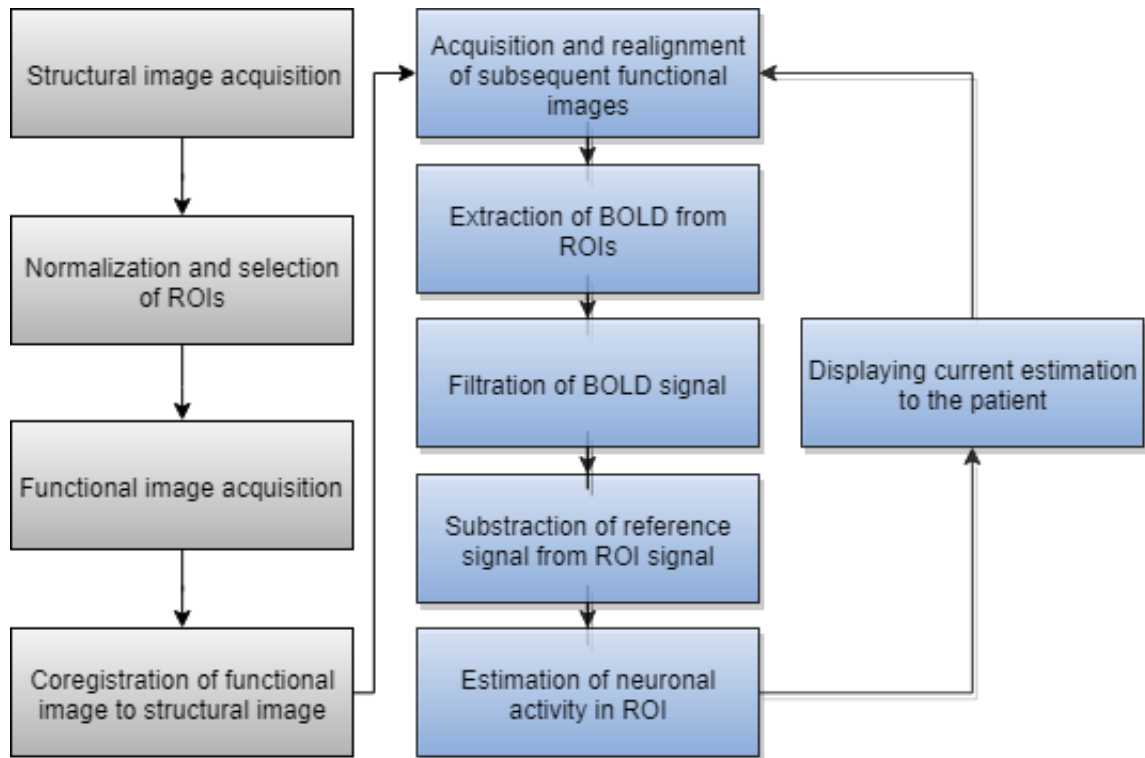 Structural image acquisition
Normalization and selection
of ROIs
Functional image acquisition
Coregistration of functional
image to structural image
Acquisition and realignment
of subsequent functional
images
Extraction of BOLD from
ROIs
Filtration of BOLD signal
Substraction of reference
signal from ROI signal
Estimation of neuronal
activity in ROI
Displaying current estimation
to the patient